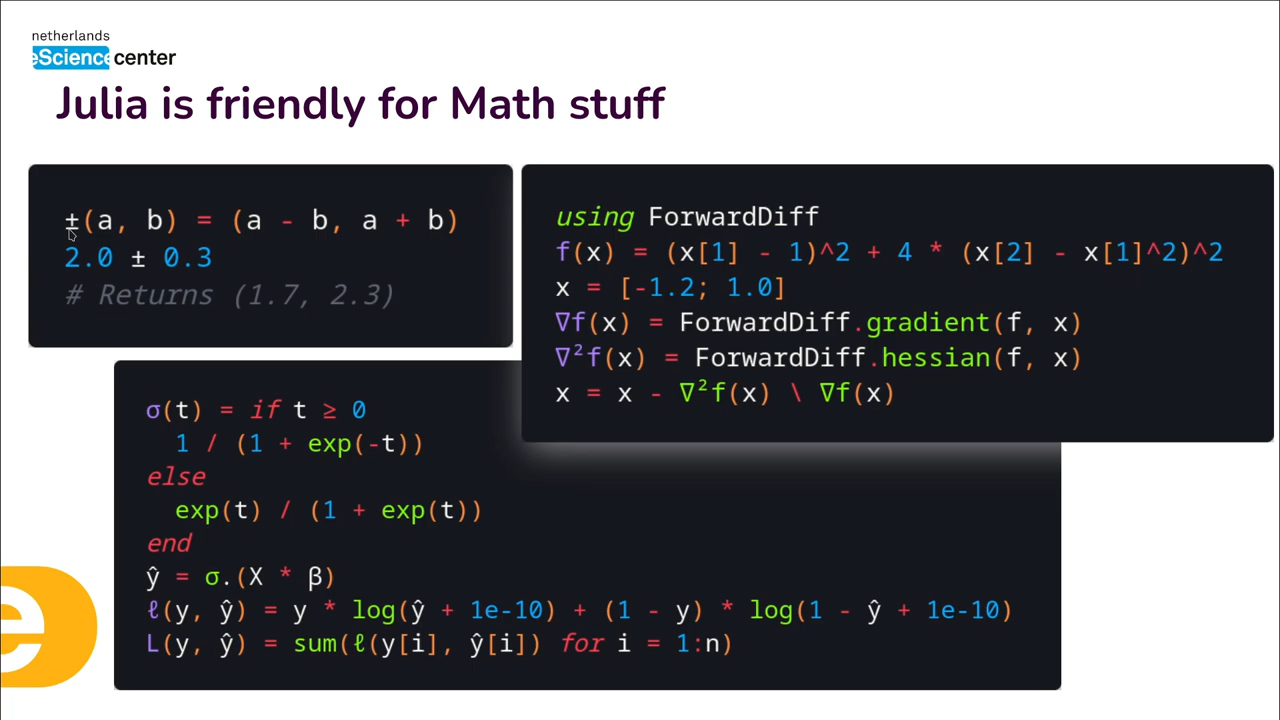 netherlands
eScience center
Julia is friendly for Math stuff
±(a, b) = (a - b, a + b)
2.0 ± 0.3
# Returns (1.7, 2.3)
using ForwardDiff
f(x) = (x[1] - 1)^2 + 4 * (x[2] - x[1]^2)^2
x = [-1.2; 1.0]
∇f(x) = ForwardDiff.gradient(f, x)
∇²f(x) = ForwardDiff.hessian(f, x)
x = x - ∇²f(x) \ ∇f(x)
σ(t) = if t ≥ 0
1 / (1 + exp(-t))
else
exp(t) / (1 + exp(t))
end
ŷ = σ.(X * β)
ℓ(y, ŷ) = y * log(ŷ + 1e-10) + (1 - y) * log(1 - ŷ + 1e-10)
L(y, ŷ) = sum(ℓ(y[i], ŷ[i]) for i = 1:n)
e